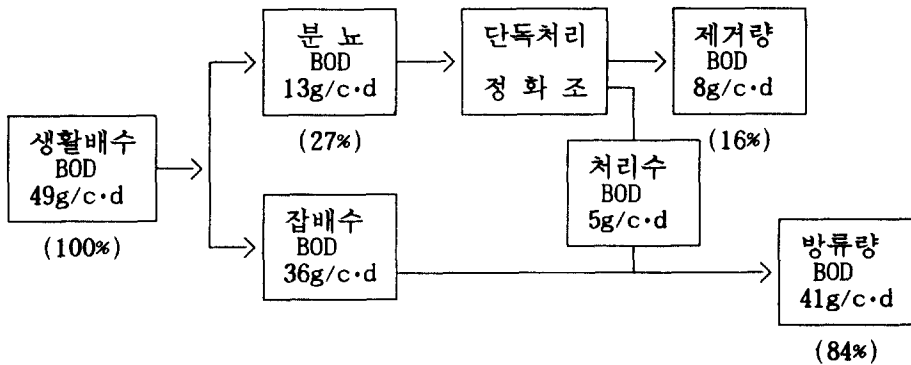 생활배수
BOD
49g/c·d
(100%)
분 뇨
BOD
13g/c·d
(27%)
잡배수
BOD
36g/c·d
단독처리
정 화 조
제거량
BOD
8g/c·d
(16%)
처리수
BOD
5g/c·d
방류량
BOD
41g/c·d
(84%)